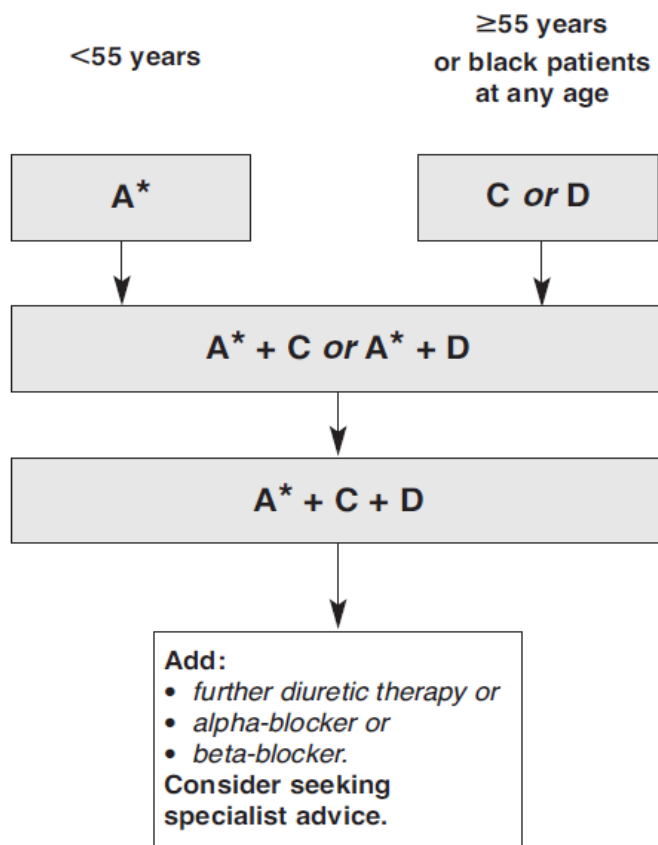 <55 years
≥55 years
or black patients
at any age
A*
C or D
A* + C or A* + D
A* + C + D
Add:
• further diuretic therapy or
• alpha-blocker or
• beta-blocker.
Consider seeking
specialist advice.